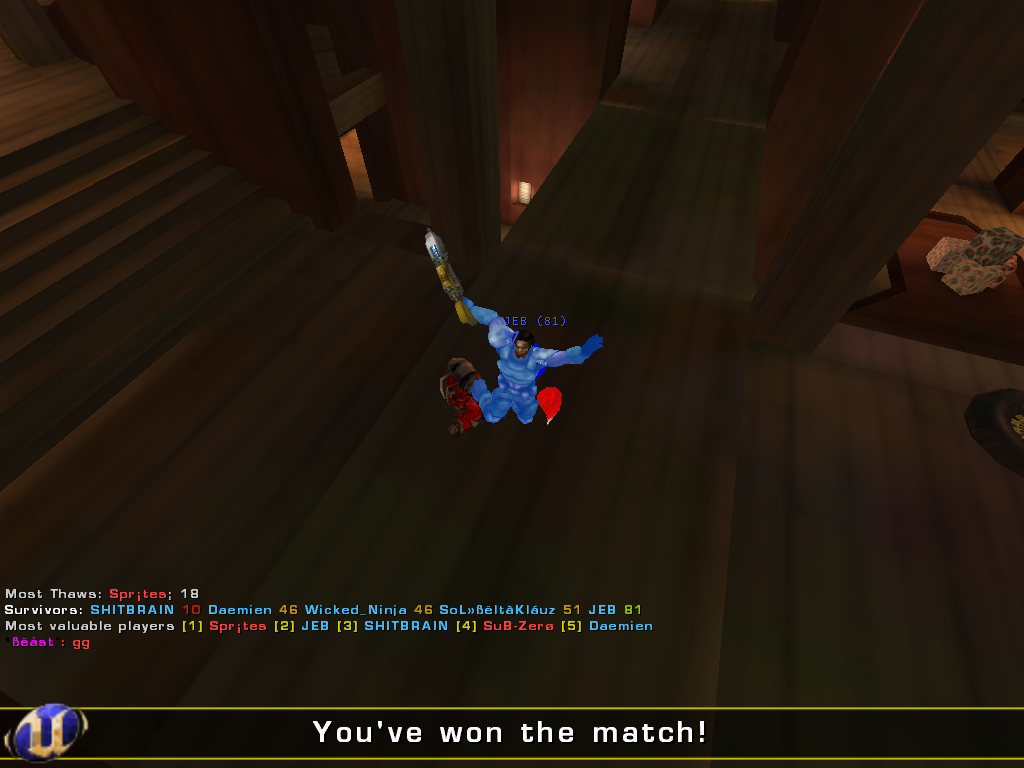 JEB (81)
Most Thaws: Spr¡tes; 18
Survivors: SHITBRAIN 10 Daemien 46 Wicked_Ninja 46 SoL»ßëltàKláuz 51 JEB 81
Most valuable players [1] Spr¡tes [2] JEB [3] SHITBRAIN [4] SuB-Zerø [5] Daemien
*ßëást*: gg
You've won the match!